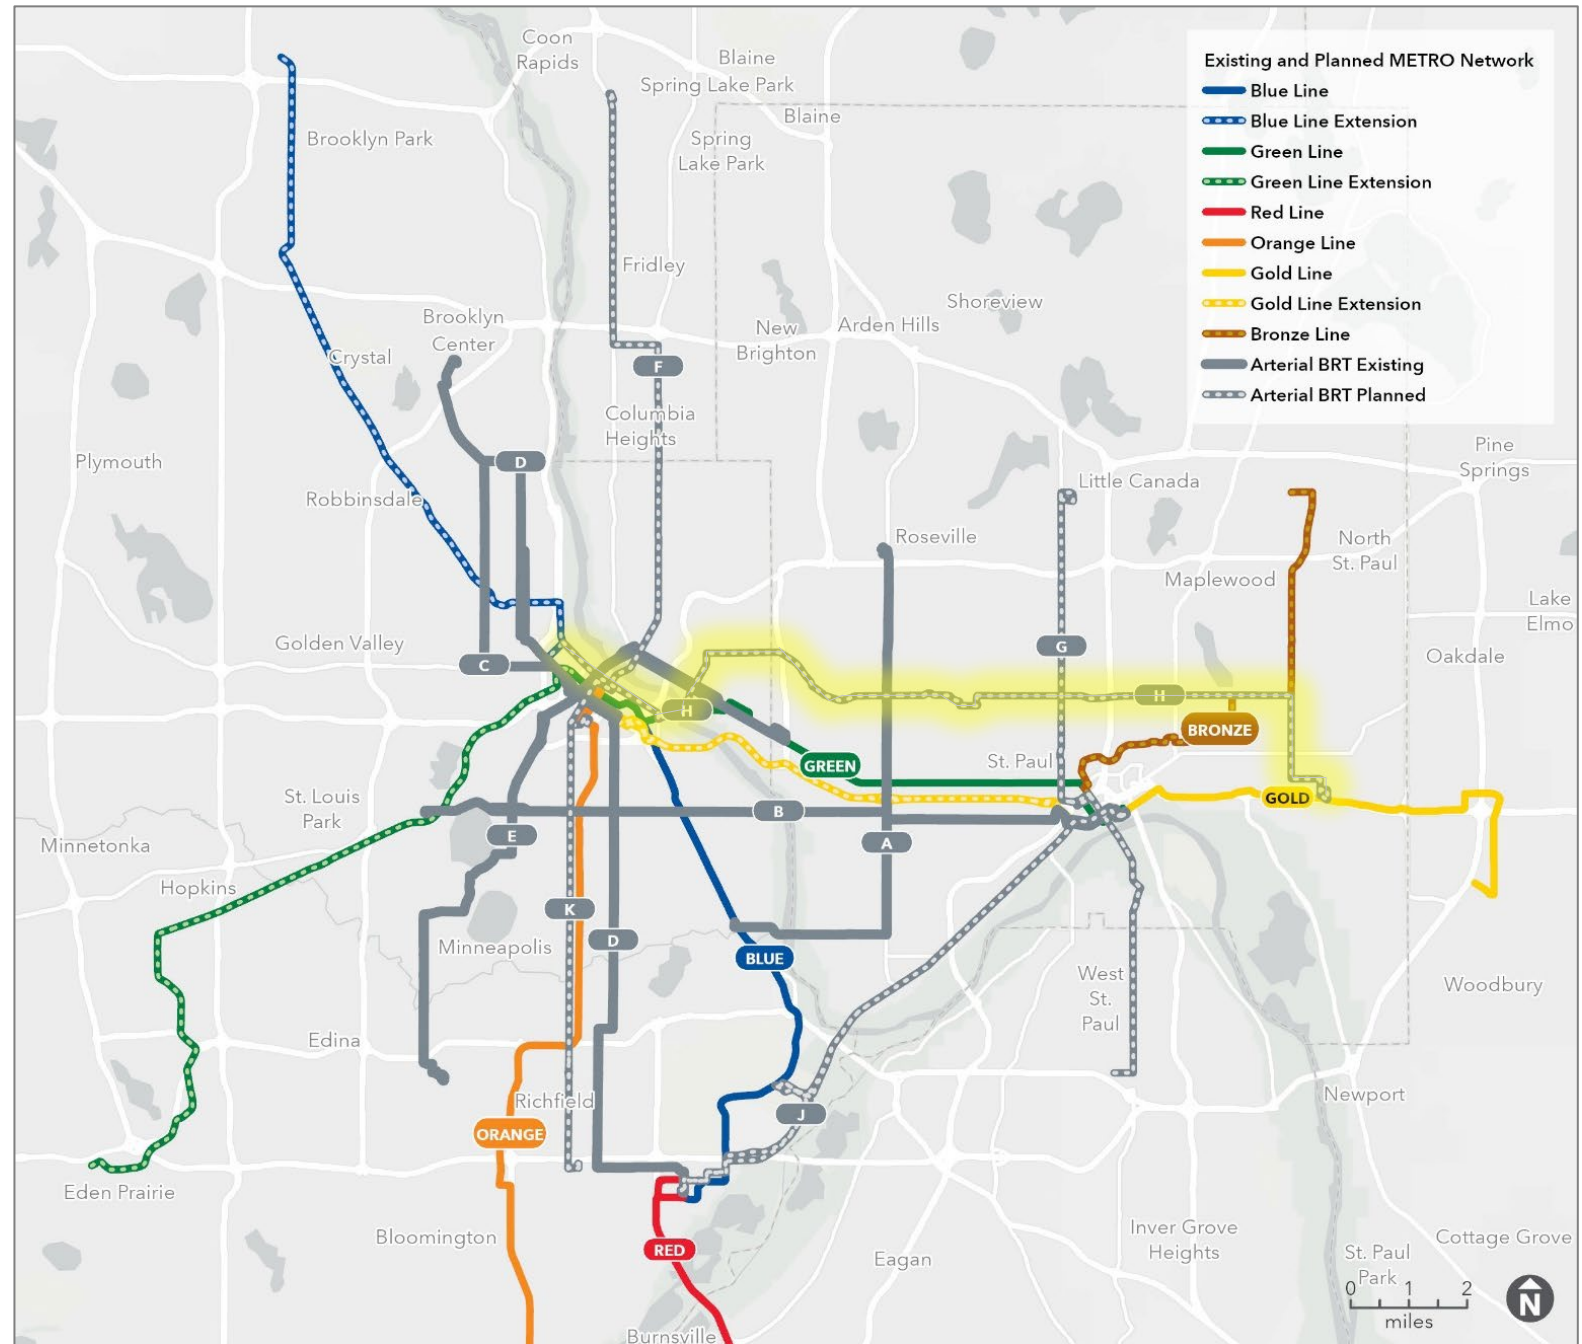 Existing and Planned METRO Network
Blue Line
Blue Line Extension
Green Line
Green Line Extension
Red Line
Orange Line
Gold Line
Gold Line Extension
Bronze Line
Arterial BRT Existing
Arterial BRT Planned
Coon
Rapids
Blaine
Spring Lake Park
Blaine
Spring
Lake Park
Brooklyn Park
Fridley
Shoreview
Brooklyn
Center
New
Brighton
Arden Hills
Crystal
F
Columbia
Heights
Plymouth
D
Pine
Springs
Little Canada
Robbinsdale
Roseville
North
St. Paul
Maplewood
Lake
Elmo
Golden Valley
C
G
Oakdale
H
H
BRONZE
St. Paul
GREEN
GOLD
St. Louis
Park
B
E
A
Minnetonka
Hopkins
K
D
Minneapolis
BLUE
West
St.
Paul
Woodbury
Edina
Richfield
J
Newport
ORANGE
Eden Prairie
Bloomington
RED
Eagan
Inver Grove
Heights
St. Paul
Park
Cottage Grove
0 1 2
miles
N
Burnsville